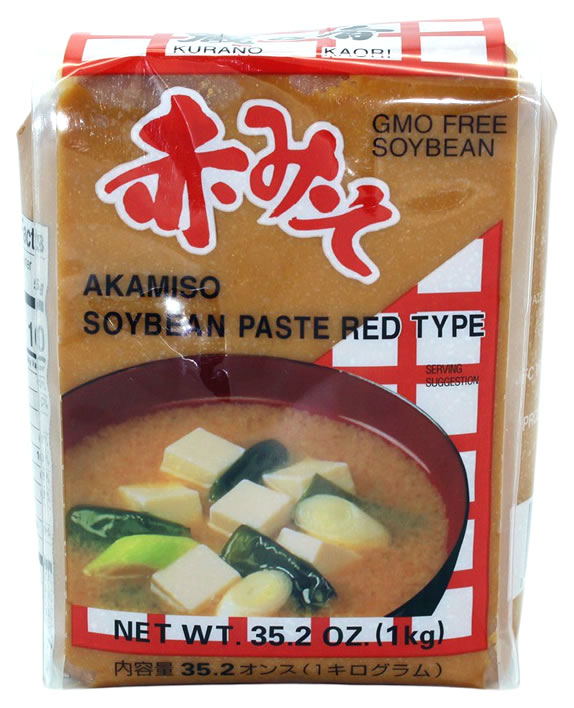 KURANO KAORI
赤みそ
GMO FREE
SOYBEAN
AKAMISO
SOYBEAN PASTE RED TYPE
SERVING
SUGGESTION
NET WT. 35.2 OZ. (1kg)
内容量 35.2 オンス (1キログラム)